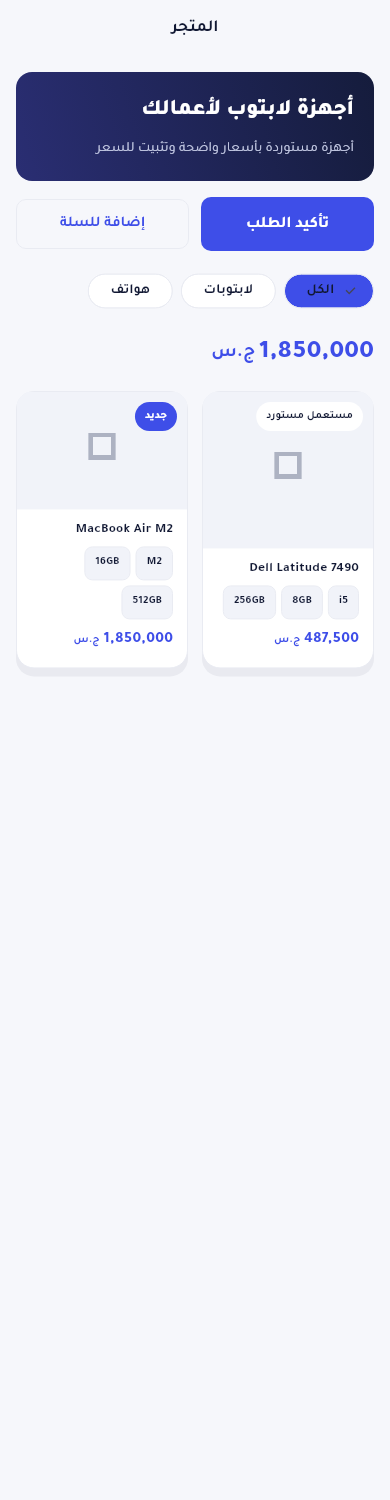 المتجر
أجهزة لابتوب لأعمالك
أجهزة مستوردة بأسعار واضحة وتثبيت للسعر
تأكيد الطلب
إضافة للسلة
الكل
لابتوبات
هواتف
1,850,000 ج.س
مستعمل مستورد
Dell Latitude 7490
i5
8GB
256GB
487,500 ج.س
جديد
MacBook Air M2
M2
16GB
512GB
1,850,000 ج.س